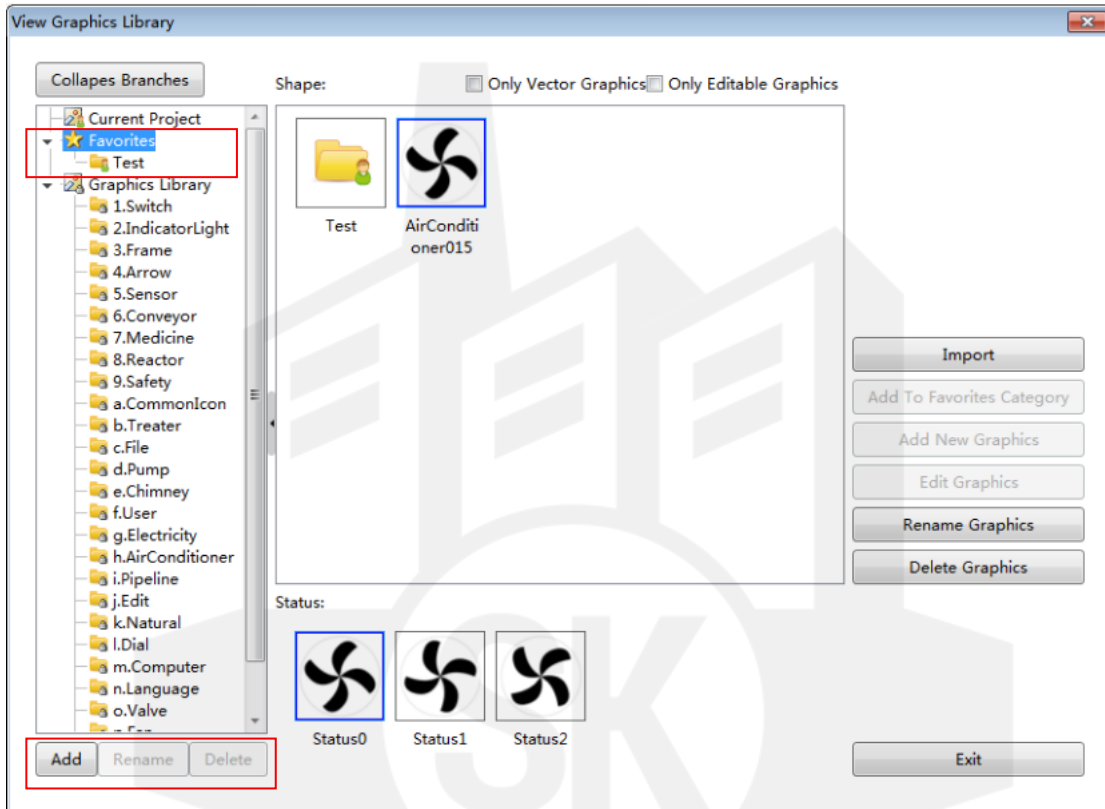 View Graphics Library
Collapes Branches
Shape:
Only Vector Graphics
Only Editable Graphics
Current Project
Favorites
Test
Graphics Library
1.Switch
2.IndicatorLight
3.Frame
4.Arrow
5.Sensor
6.Conveyor
7.Medicine
8.Reactor
9.Safety
a.CommonIcon
b.Treater
c.File
d.Pump
e.Chimney
f.User
g.Electricity
h.AirConditioner
i.Pipeline
j.Edit
k.Natural
l.Dial
m.Computer
n.Language
o.Valve
Add
Rename
Delete
Test
AirConditi
oner015
Status:
Status0
Status1
Status2
Import
Add To Favorites Category
Add New Graphics
Edit Graphics
Rename Graphics
Delete Graphics
Exit
SK